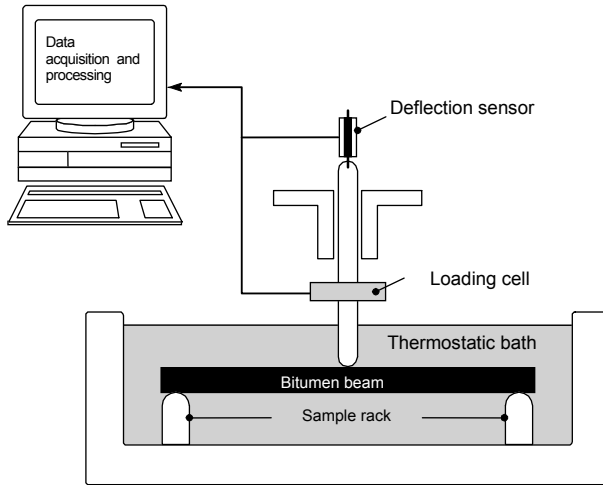 Data
acquisition and
processing
Deflection sensor
Loading cell
Thermostatic bath
Bitumen beam
Sample rack